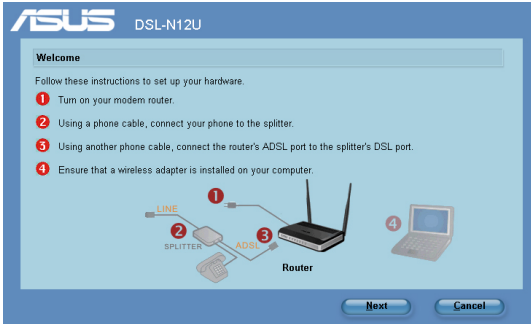 ASUS DSL-N12U
Welcome
Follow these instructions to set up your hardware.
1 Turn on your modem router.
2 Using a phone cable, connect your phone to the splitter.
3 Using another phone cable, connect the router's ADSL port to the splitter's DSL port.
4 Ensure that a wireless adapter is installed on your computer.
1
LINE
2
3
4
SPLITTER
ADSL
Router
Next Cancel